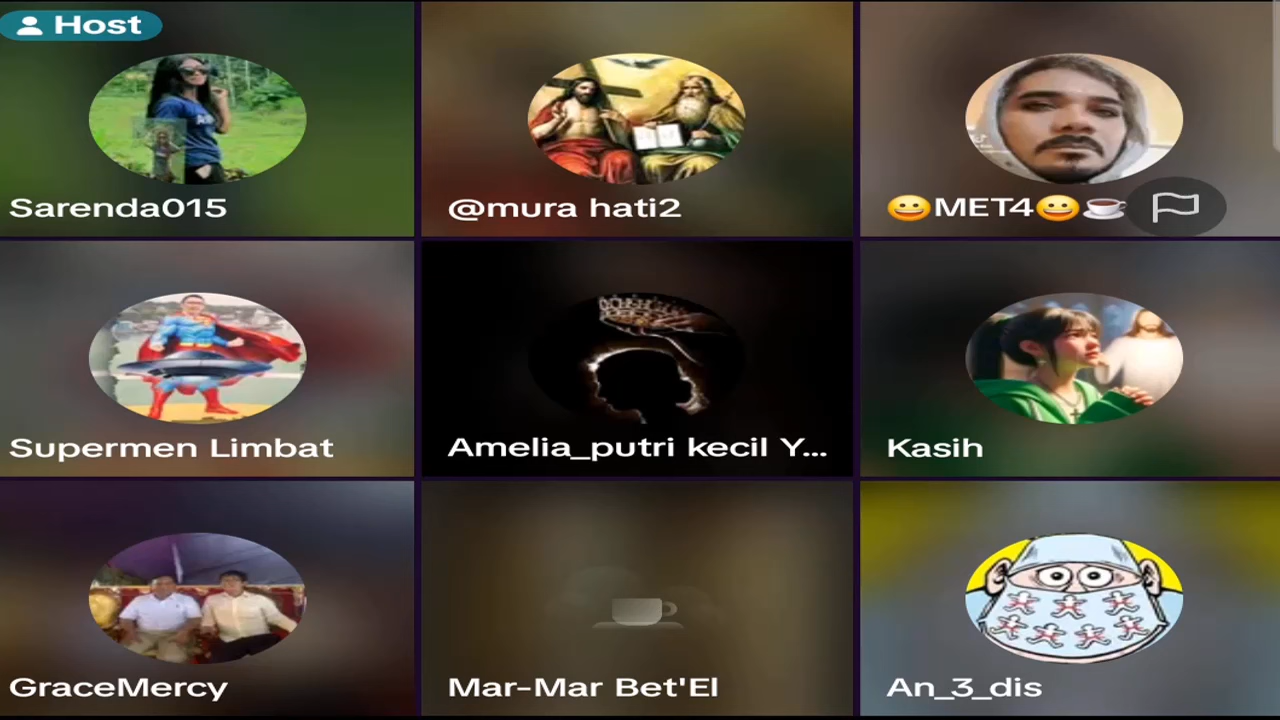 Host
Sarenda015
@mura hati2
😀MET4😀☕
Supermen Limbat
Amelia_putri kecil Y...
Kasih
GraceMercy
Mar-Mar Bet'El
An_3_dis